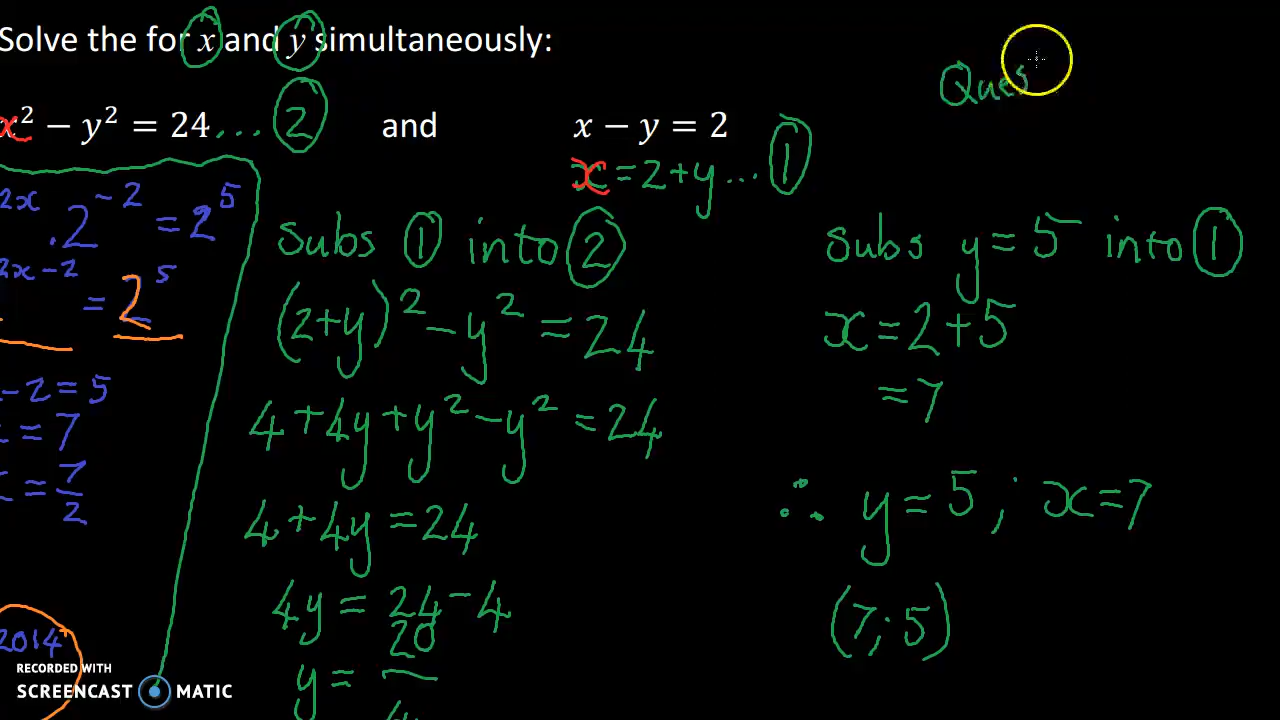 Solve the for x and y simultaneously:
Ques
x² − y² = 24 ... ② and x − y = 2
x = 2 + y ... ①
2x . 2⁻² = 2⁵
2x − 2 = 2⁵
− 2 = 5
= 7
= 7/2
2014
Subs ① into ②
(2+y)² − y² = 24
4 + 4y + y² − y² = 24
4 + 4y = 24
4y = 24 − 4
y = 20/4
Subs y = 5 into ①
x = 2 + 5
= 7
∴ y = 5 ; x = 7
(7 ; 5)
RECORDED WITH
SCREENCAST MATIC